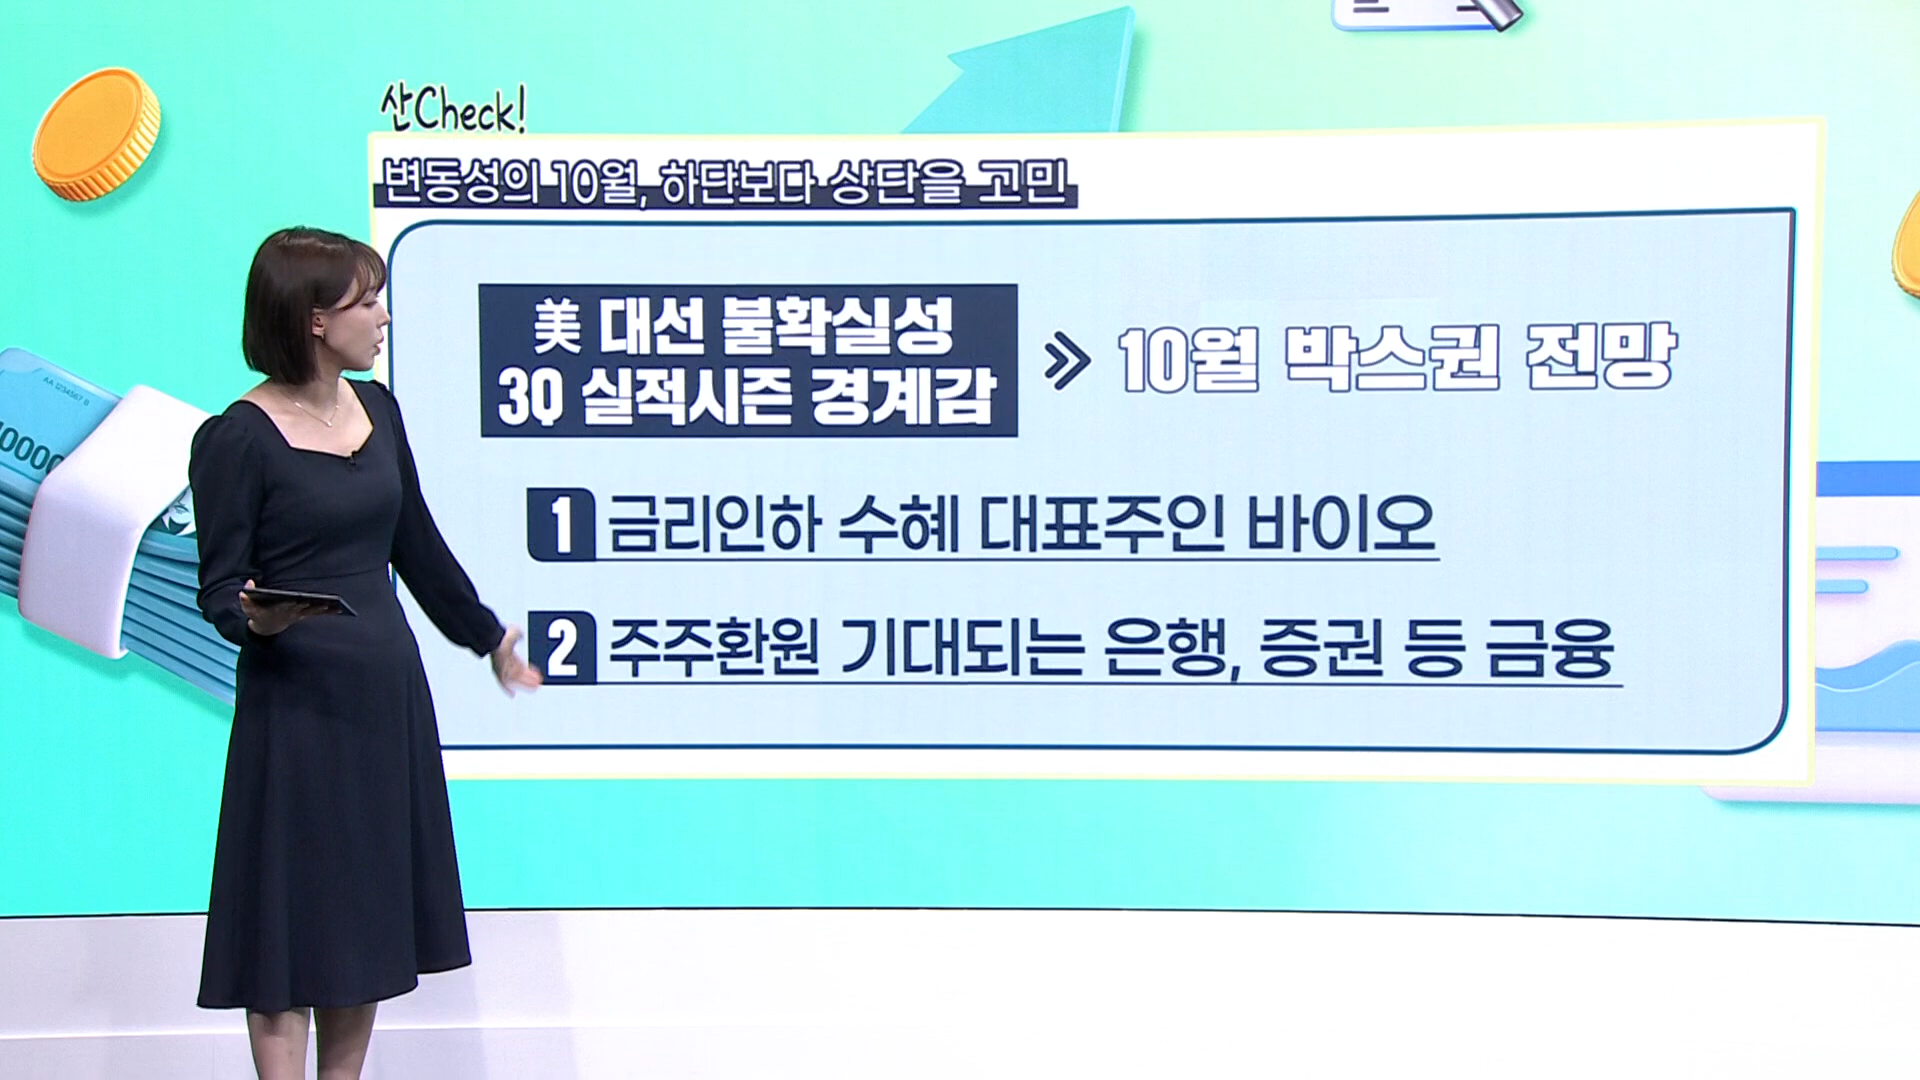 산Check!
변동성의 10월, 하단보다 상단을 고민
美 대선 불확실성
3Q 실적시즌 경계감
10월 박스권 전망
1 금리인하 수혜 대표주인 바이오
2 주주환원 기대되는 은행, 증권 등 금융
AA 1234567 B
10000